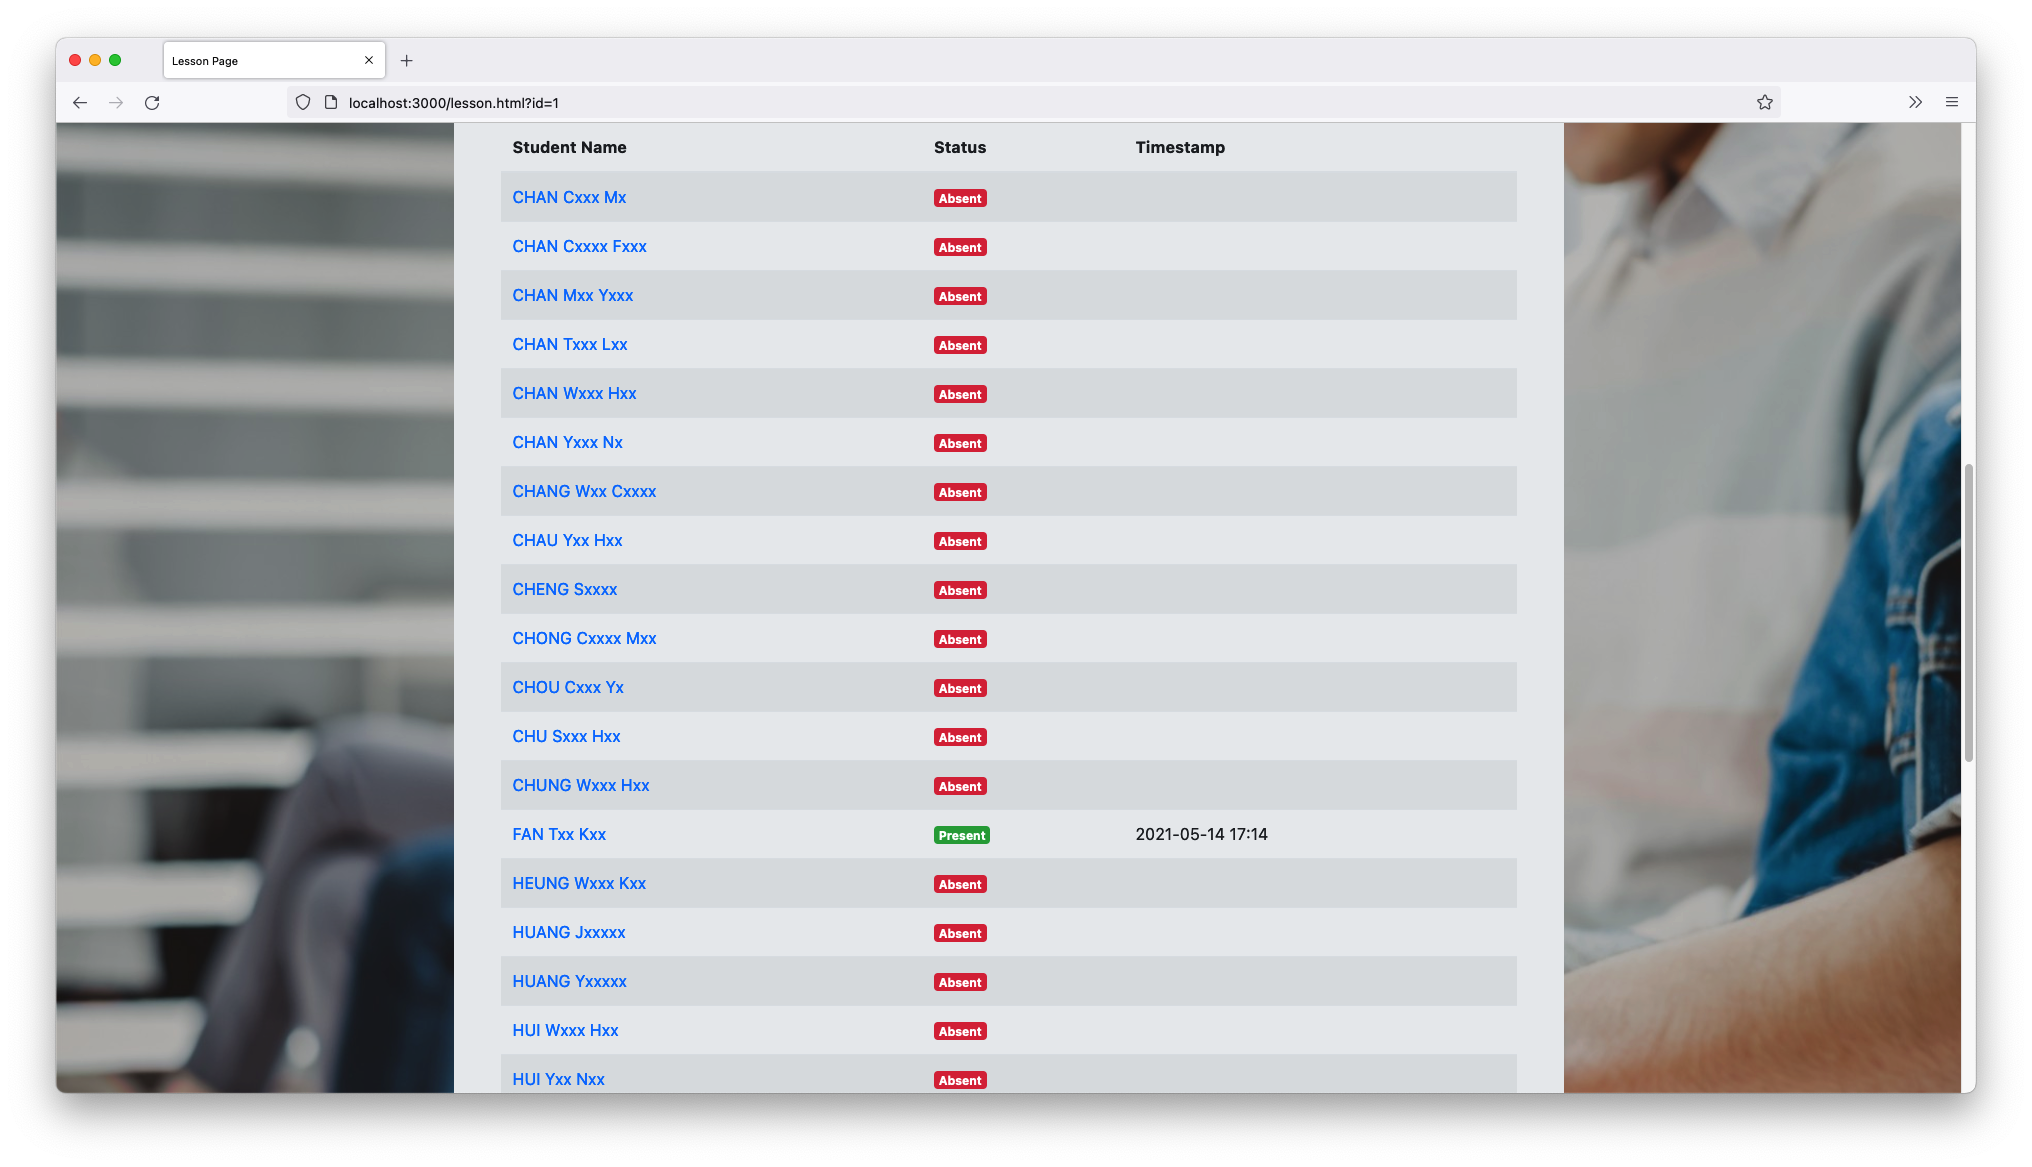 Lesson Page
localhost:3000/lesson.html?id=1
Student Name Status Timestamp
CHAN Cxxx Mx Absent
CHAN Cxxxx Fxxx Absent
CHAN Mxx Yxxx Absent
CHAN Txxx Lxx Absent
CHAN Wxxx Hxx Absent
CHAN Yxxx Nx Absent
CHANG Wxx Cxxxx Absent
CHAU Yxx Hxx Absent
CHENG Sxxxx Absent
CHONG Cxxxx Mxx Absent
CHOU Cxxx Yx Absent
CHU Sxxx Hxx Absent
CHUNG Wxxx Hxx Absent
FAN Txx Kxx Present 2021-05-14 17:14
HEUNG Wxxx Kxx Absent
HUANG Jxxxxx Absent
HUANG Yxxxxx Absent
HUI Wxxx Hxx Absent
HUI Yxx Nxx Absent